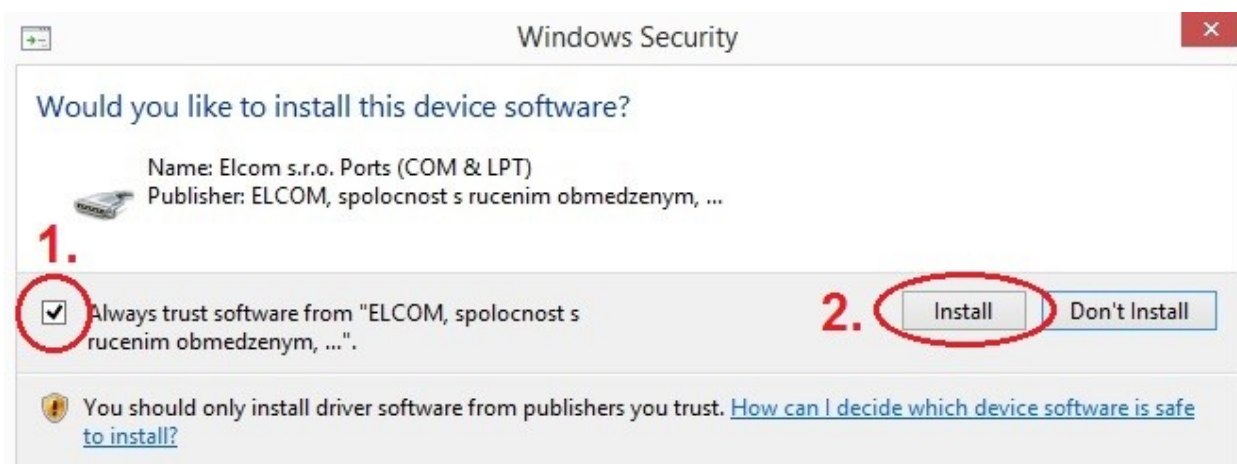 Windows Security
Would you like to install this device software?
Name: Elcom s.r.o. Ports (COM & LPT)
Publisher: ELCOM, spolocnost s rucenim obmedzenym, ...
1.
Always trust software from "ELCOM, spolocnost s
rucenim obmedzenym, ...".
2.
Install
Don't Install
You should only install driver software from publishers you trust. How can I decide which device software is safe
to install?